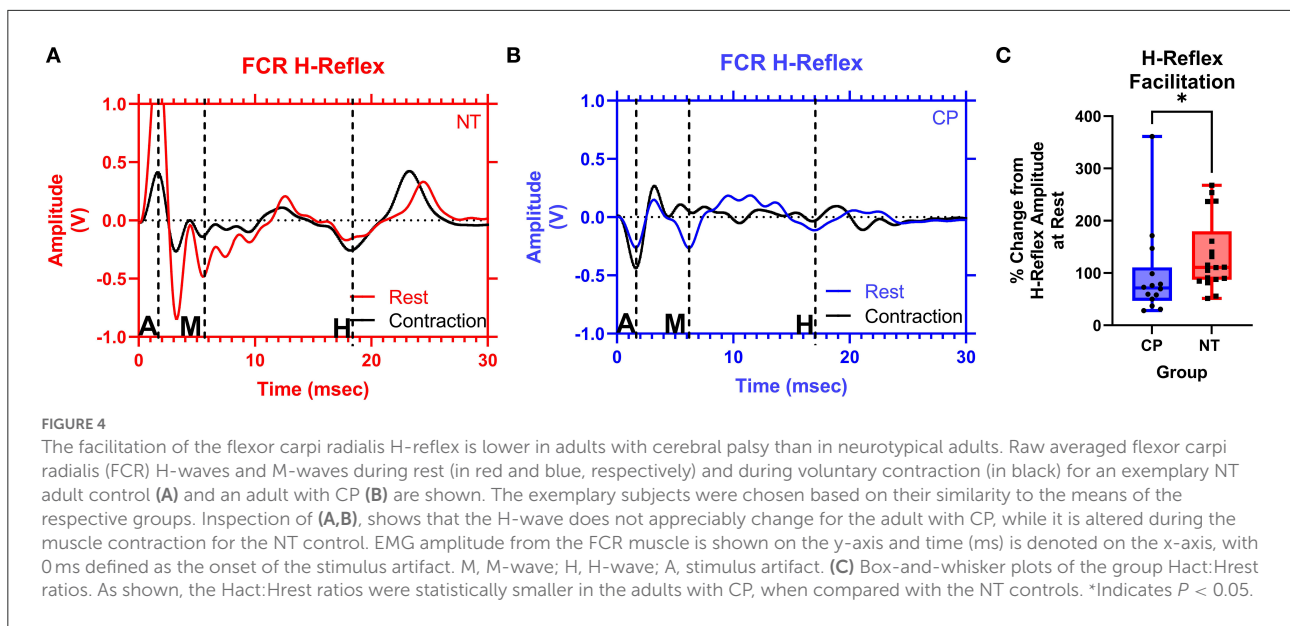 A
FCR H-Reflex
NT
1.0
0.5
0.0
-0.5
-1.0
Amplitude
(V)
A
M
H
Rest
Contraction
0
10
20
30
Time (msec)
B
FCR H-Reflex
CP
1.0
0.5
0.0
-0.5
-1.0
Amplitude
(V)
A
M
H
Rest
Contraction
0
10
20
30
Time (msec)
C
H-Reflex
Facilitation
*
400
300
200
100
0
% Change from
H-Reflex Amplitude
at Rest
CP
NT
Group
FIGURE 4
The facilitation of the flexor carpi radialis H-reflex is lower in adults with cerebral palsy than in neurotypical adults. Raw averaged flexor carpi
radialis (FCR) H-waves and M-waves during rest (in red and blue, respectively) and during voluntary contraction (in black) for an exemplary NT
adult control (A) and an adult with CP (B) are shown. The exemplary subjects were chosen based on their similarity to the means of the
respective groups. Inspection of (A,B), shows that the H-wave does not appreciably change for the adult with CP, while it is altered during the
muscle contraction for the NT control. EMG amplitude from the FCR muscle is shown on the y-axis and time (ms) is denoted on the x-axis, with
0 ms defined as the onset of the stimulus artifact. M, M-wave; H, H-wave; A, stimulus artifact. (C) Box-and-whisker plots of the group Hact:Hrest
ratios. As shown, the Hact:Hrest ratios were statistically smaller in the adults with CP, when compared with the NT controls. *Indicates P < 0.05.